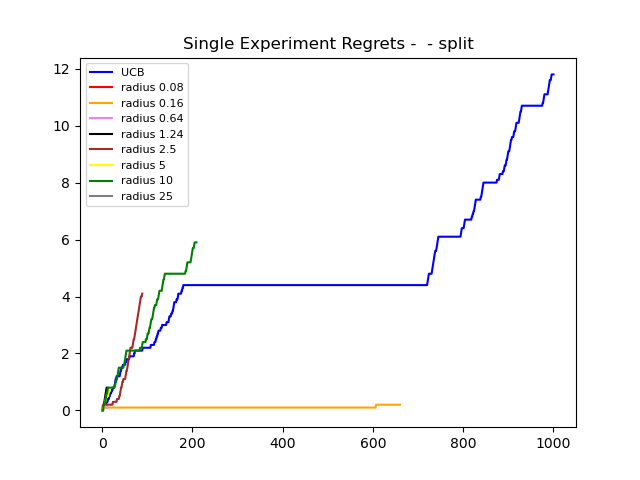 Single Experiment Regrets -  - split
UCB
radius 0.08
radius 0.16
radius 0.64
radius 1.24
radius 2.5
radius 5
radius 10
radius 25
12
10
8
6
4
2
0
0 200 400 600 800 1000